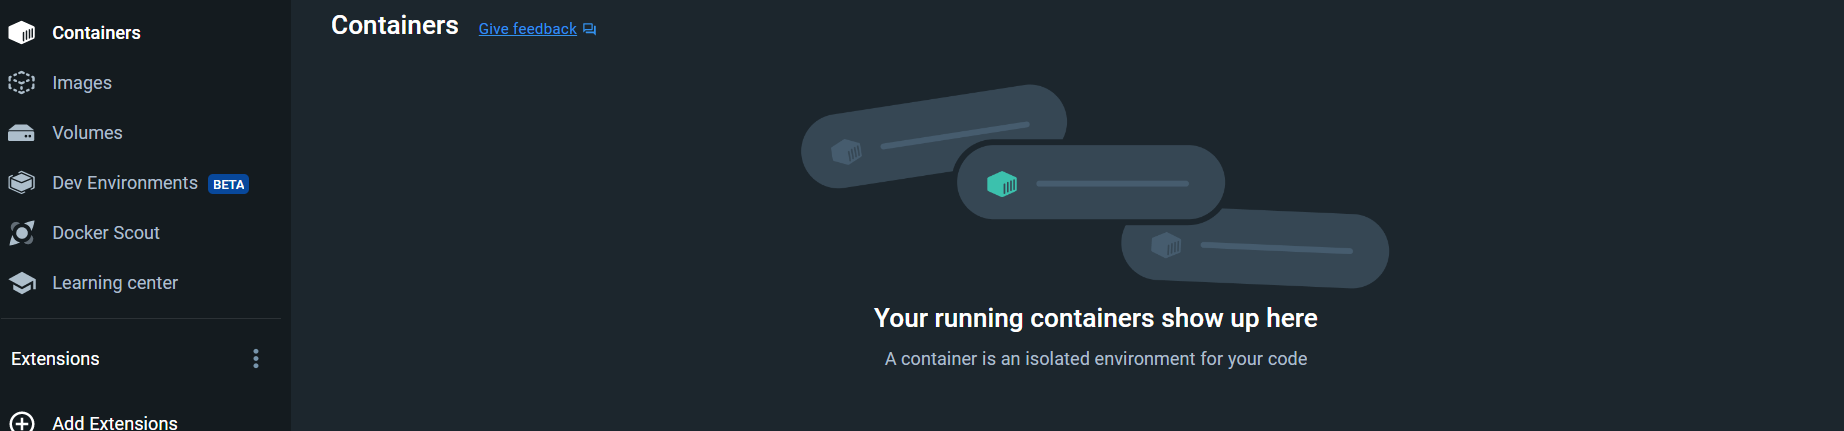 Containers
Images
Volumes
Dev Environments BETA
Docker Scout
Learning center
Extensions
Add Extensions
Containers Give feedback
Your running containers show up here
A container is an isolated environment for your code